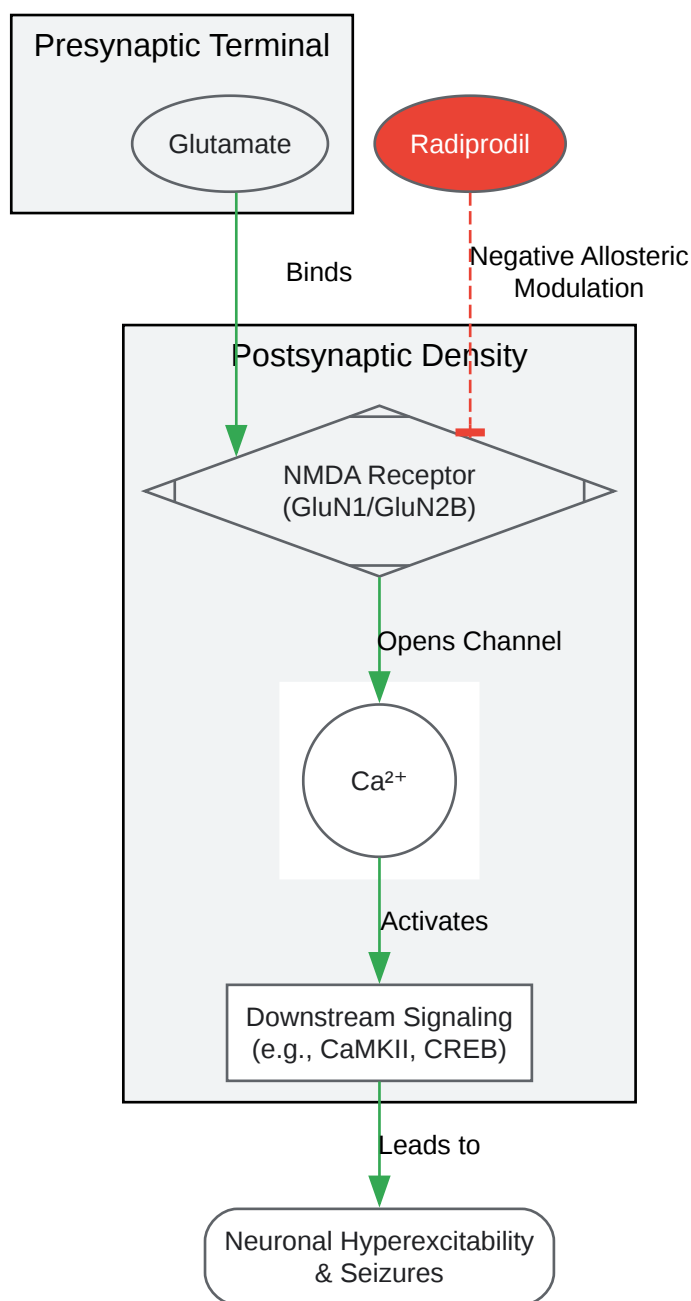 Presynaptic Terminal
Glutamate
Radiprodil
Binds
Negative Allosteric
Modulation
Postsynaptic Density
NMDA Receptor
(GluN1/GluN2B)
Opens Channel
Ca²⁺
Activates
Downstream Signaling
(e.g., CaMKII, CREB)
Leads to
Neuronal Hyperexcitability
& Seizures